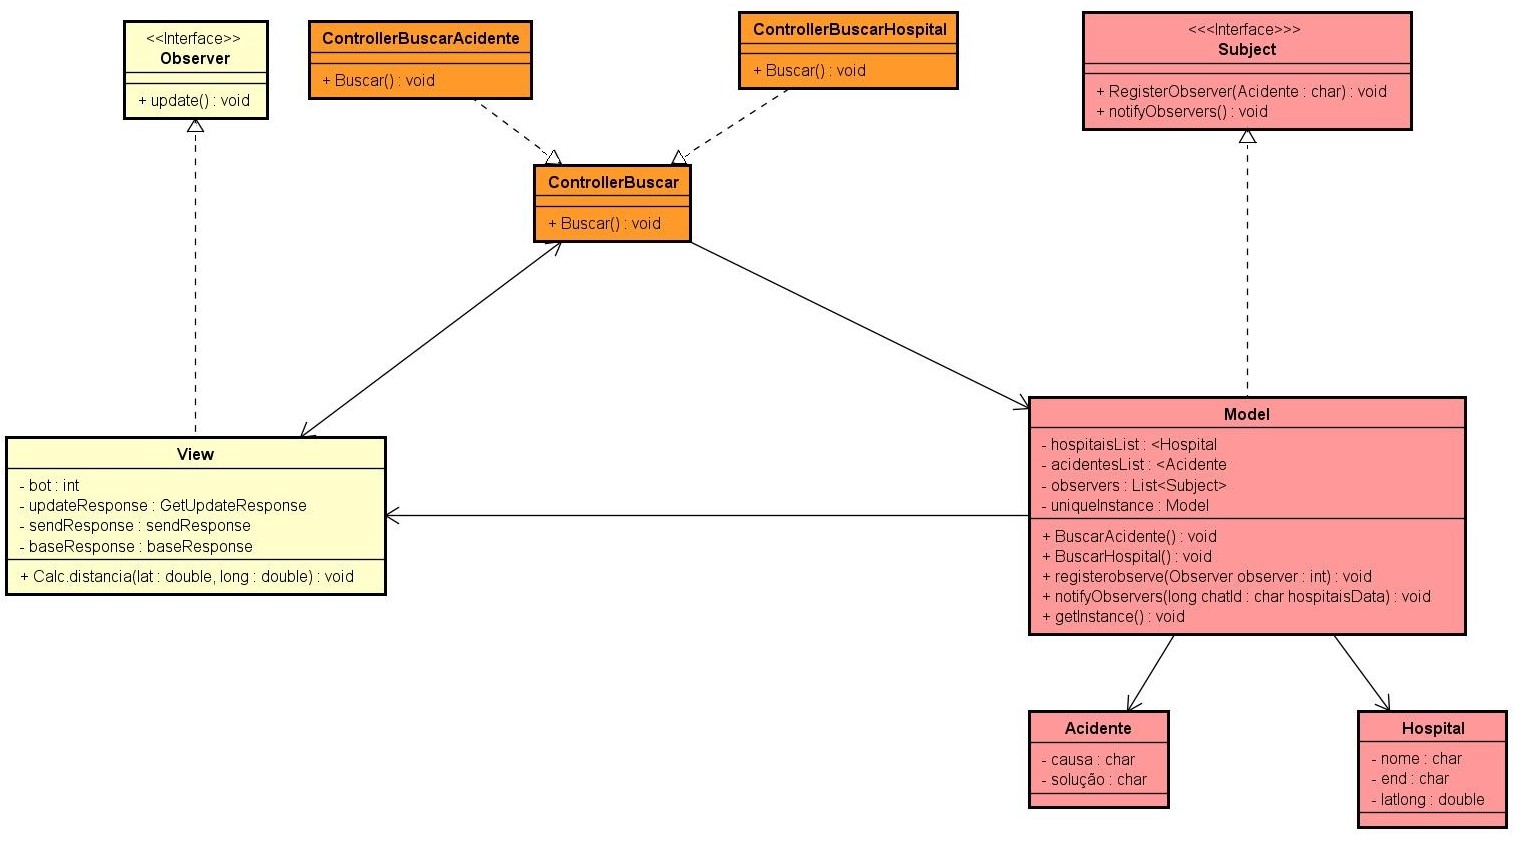 <<Interface>>
Observer
+ update() : void
ControllerBuscarAcidente
+ Buscar() : void
ControllerBuscarHospital
+ Buscar() : void
<<<Interface>>>
Subject
+ RegisterObserver(Acidente : char) : void
+ notifyObservers() : void
ControllerBuscar
+ Buscar() : void
View
- bot : int
- updateResponse : GetUpdateResponse
- sendResponse : sendResponse
- baseResponse : baseResponse
+ Calc.distancia(lat : double, long : double) : void
Model
- hospitaisList : <Hospital
- acidentesList : <Acidente
- observers : List<Subject>
- uniqueInstance : Model
+ BuscarAcidente() : void
+ BuscarHospital() : void
+ registerobserve(Observer observer : int) : void
+ notifyObservers(long chatId : char hospitaisData) : void
+ getInstance() : void
Acidente
- causa : char
- solução : char
Hospital
- nome : char
- end : char
- latlong : double